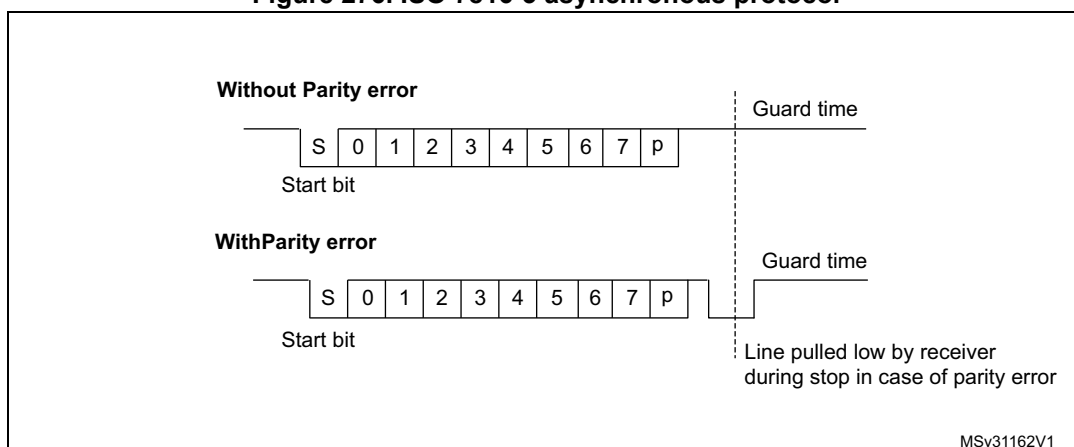 Without Parity error
Guard time
S 0 1 2 3 4 5 6 7 p
Start bit
WithParity error
Guard time
S 0 1 2 3 4 5 6 7 p
Start bit
Line pulled low by receiver
during stop in case of parity error
MSv31162V1